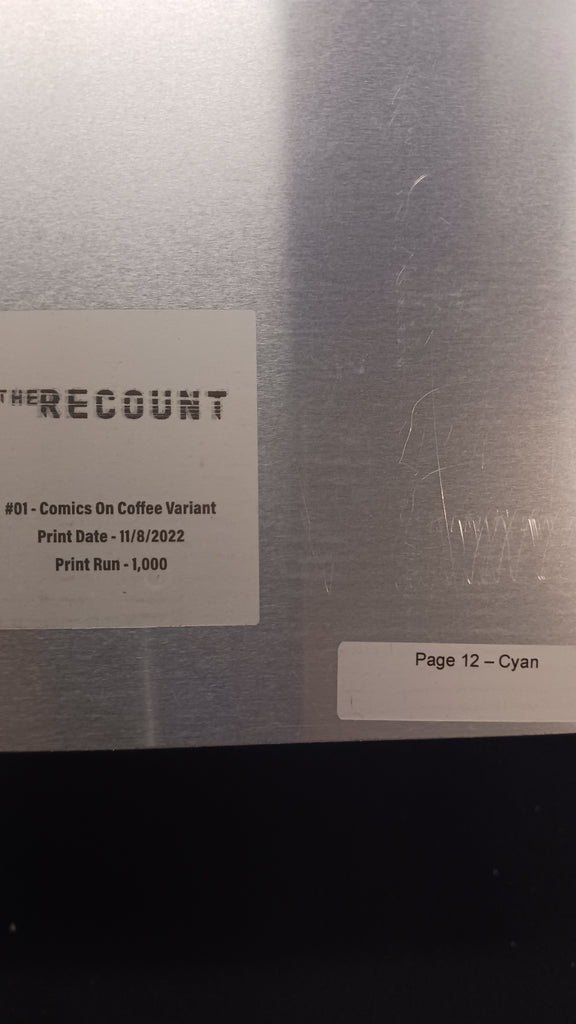 THE RECOUNT
#01 - Comics On Coffee Variant
Print Date - 11/8/2022
Print Run - 1,000
Page 12 – Cyan